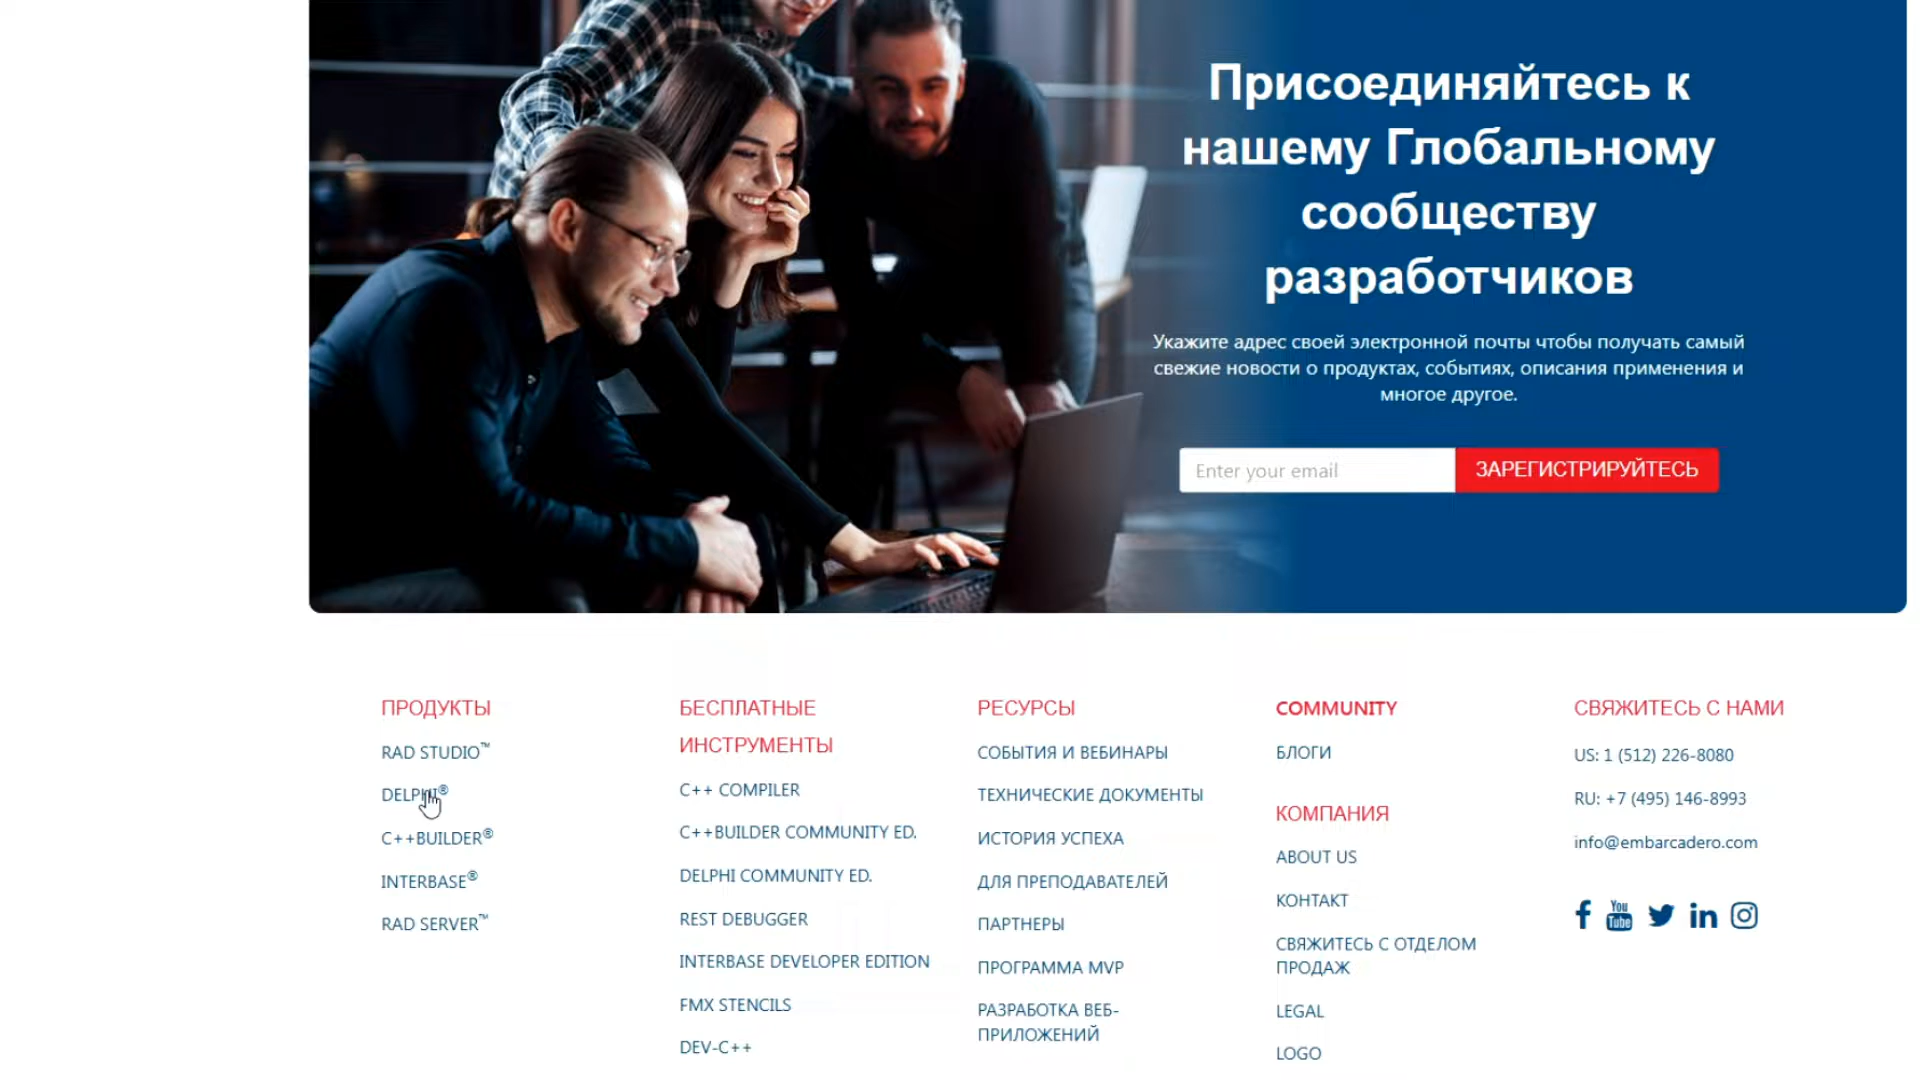 Присоединяйтесь к
нашему Глобальному
сообществу
разработчиков
Укажите адрес своей электронной почты чтобы получать самый
свежие новости о продуктах, событиях, описания применения и
многое другое.
Enter your email
ЗАРЕГИСТРИРУЙТЕСЬ
ПРОДУКТЫ
RAD STUDIO™
DELPHI®
C++BUILDER®
INTERBASE®
RAD SERVER™
БЕСПЛАТНЫЕ
ИНСТРУМЕНТЫ
C++ COMPILER
C++BUILDER COMMUNITY ED.
DELPHI COMMUNITY ED.
REST DEBUGGER
INTERBASE DEVELOPER EDITION
FMX STENCILS
DEV-C++
РЕСУРСЫ
СОБЫТИЯ И ВЕБИНАРЫ
ТЕХНИЧЕСКИЕ ДОКУМЕНТЫ
ИСТОРИЯ УСПЕХА
ДЛЯ ПРЕПОДАВАТЕЛЕЙ
ПАРТНЕРЫ
ПРОГРАММА MVP
РАЗРАБОТКА ВЕБ-
ПРИЛОЖЕНИЙ
COMMUNITY
БЛОГИ
КОМПАНИЯ
ABOUT US
КОНТАКТ
СВЯЖИТЕСЬ С ОТДЕЛОМ
ПРОДАЖ
LEGAL
LOGO
СВЯЖИТЕСЬ С НАМИ
US: 1 (512) 226-8080
RU: +7 (495) 146-8993
info@embarcadero.com
You
Tube
in